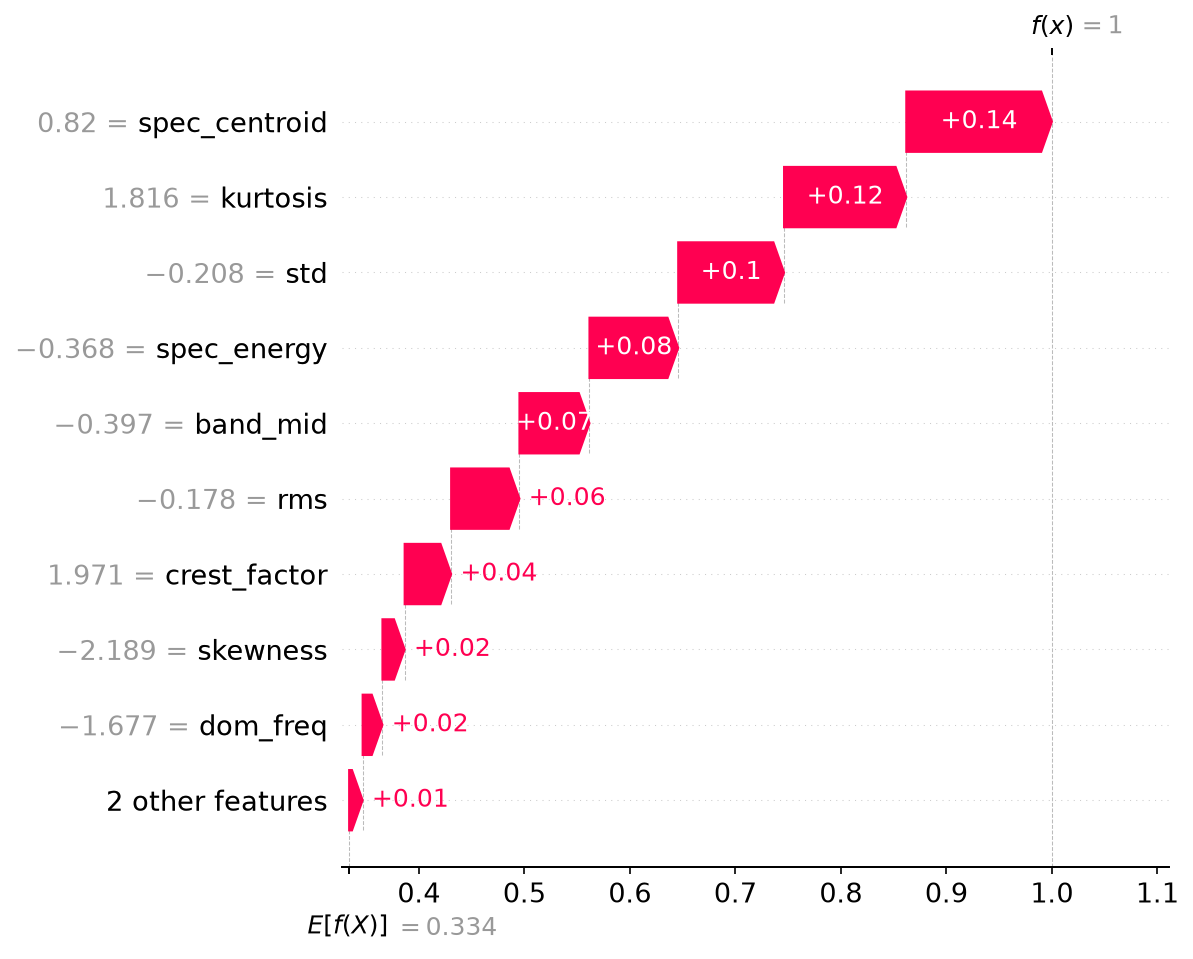 f(x) = 1
0.82 = spec_centroid
+0.14
1.816 = kurtosis
+0.12
−0.208 = std
+0.1
−0.368 = spec_energy
+0.08
−0.397 = band_mid
+0.07
−0.178 = rms
+0.06
1.971 = crest_factor
+0.04
−2.189 = skewness
+0.02
−1.677 = dom_freq
+0.02
2 other features
+0.01
0.4 0.5 0.6 0.7 0.8 0.9 1.0 1.1
E[f(X)] = 0.334